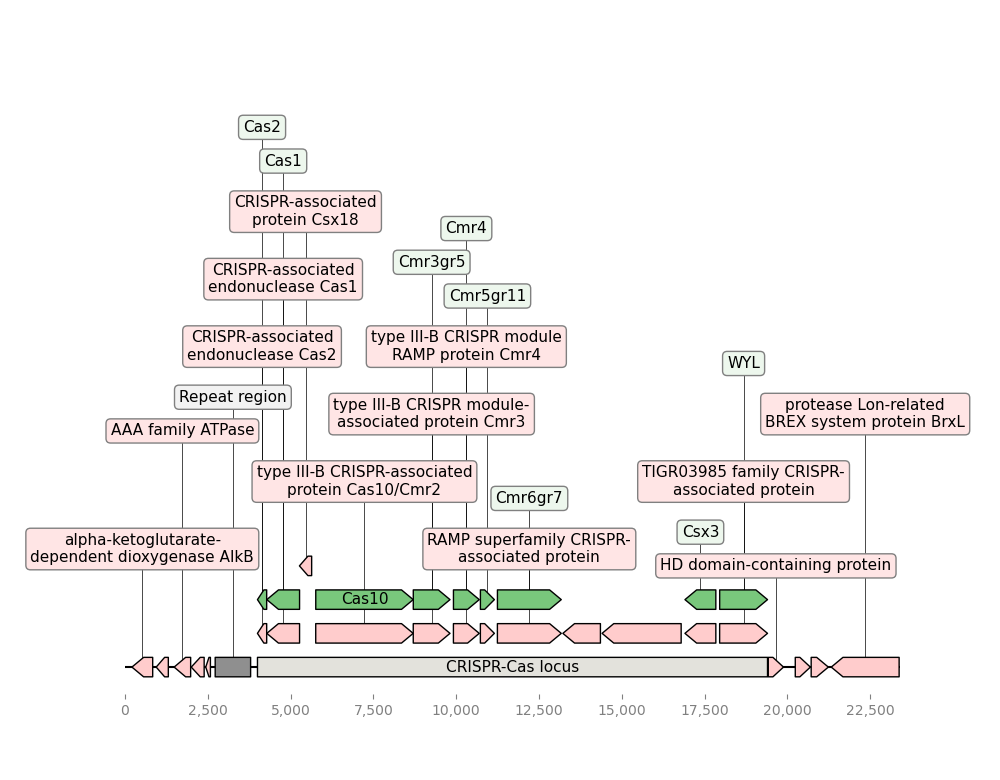 Cas2
Cas1
CRISPR-associated
protein Csx18
Cmr4
Cmr3gr5
CRISPR-associated
endonuclease Cas1
Cmr5gr11
CRISPR-associated
endonuclease Cas2
type III-B CRISPR module
RAMP protein Cmr4
WYL
Repeat region
type III-B CRISPR module-
associated protein Cmr3
protease Lon-related
BREX system protein BrxL
AAA family ATPase
type III-B CRISPR-associated
protein Cas10/Cmr2
TIGR03985 family CRISPR-
associated protein
Cmr6gr7
Csx3
alpha-ketoglutarate-
dependent dioxygenase AlkB
RAMP superfamily CRISPR-
associated protein
HD domain-containing protein
Cas10
CRISPR-Cas locus
0 2,500 5,000 7,500 10,000 12,500 15,000 17,500 20,000 22,500